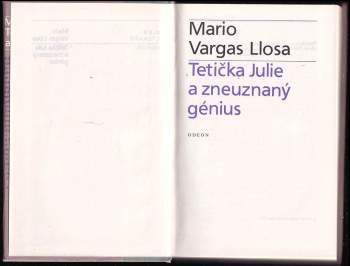 Mario
Vargas Llosa
Tetička Julie
a zneuznaný
génius
ODEON